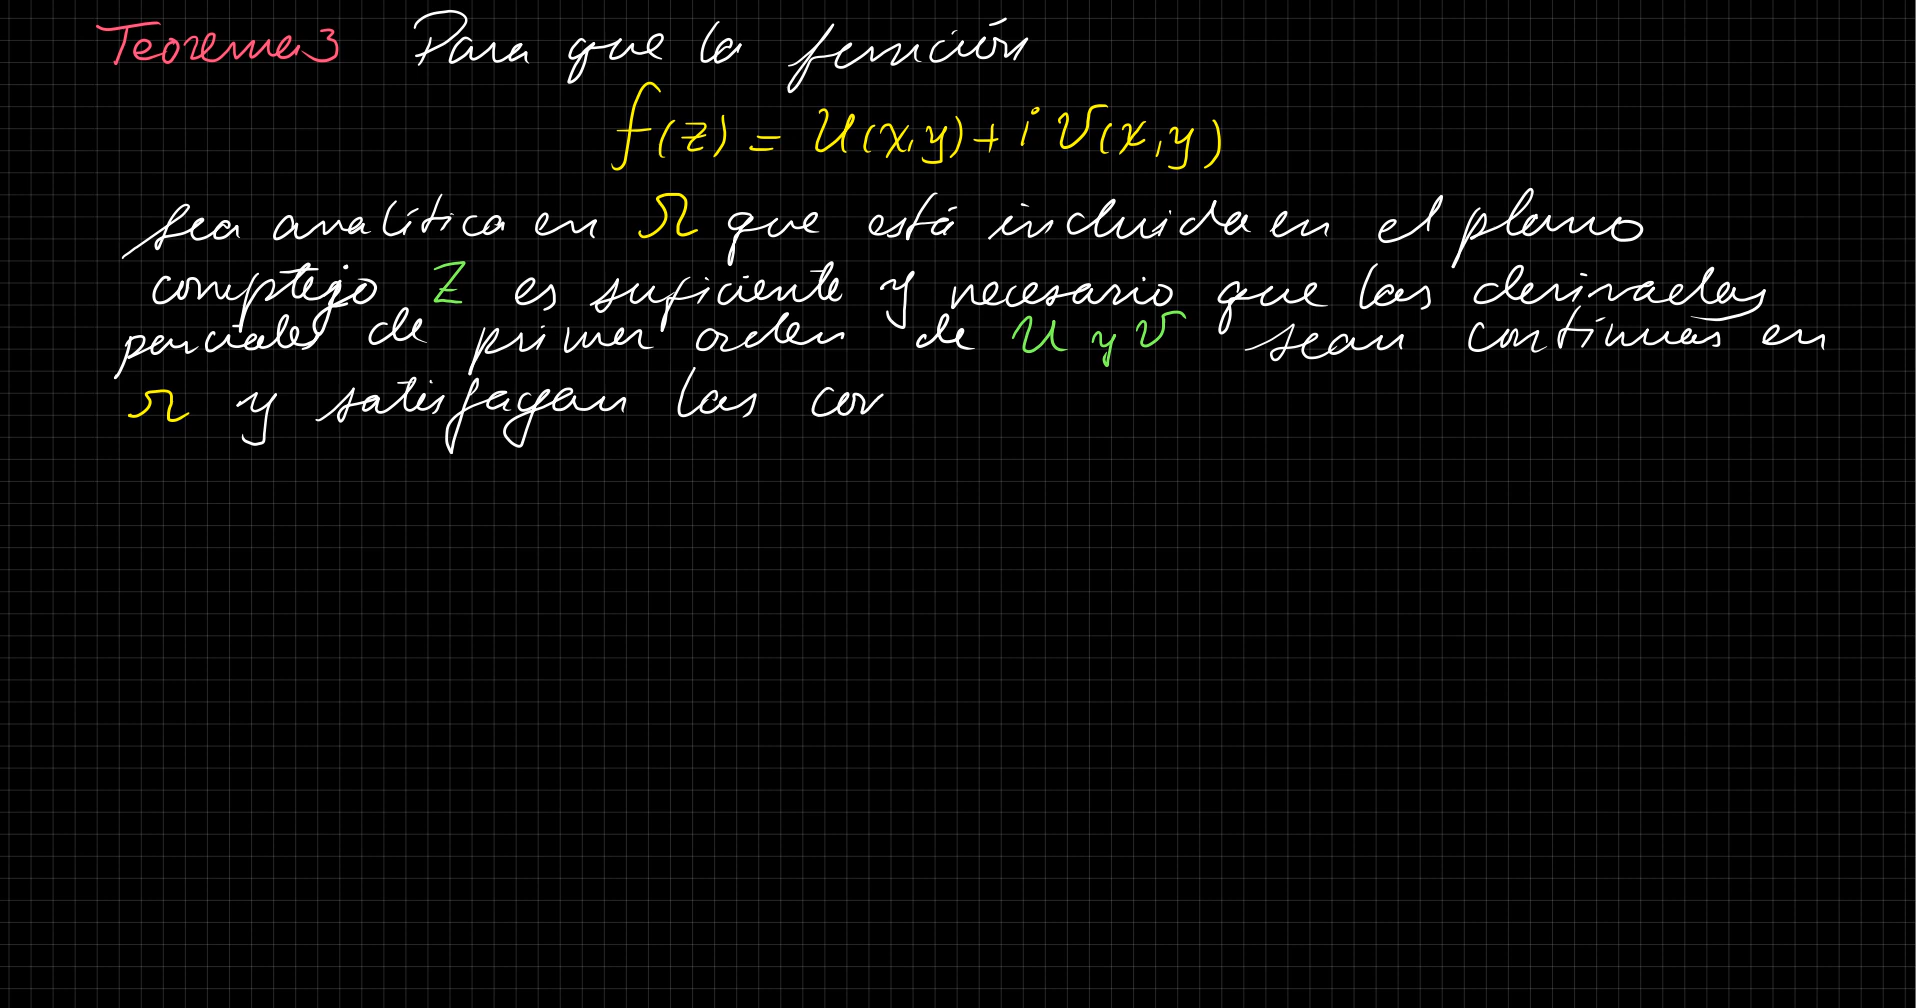 Teorema 3 Para que la función
f(z) = U(x,y) + i V(x,y)
sea analítica en Ω que está incluida en el plano
complejo Z es suficiente y necesario que las derivadas
parciales de primer orden de U y V sean continuas en
Ω y satisfagan las con